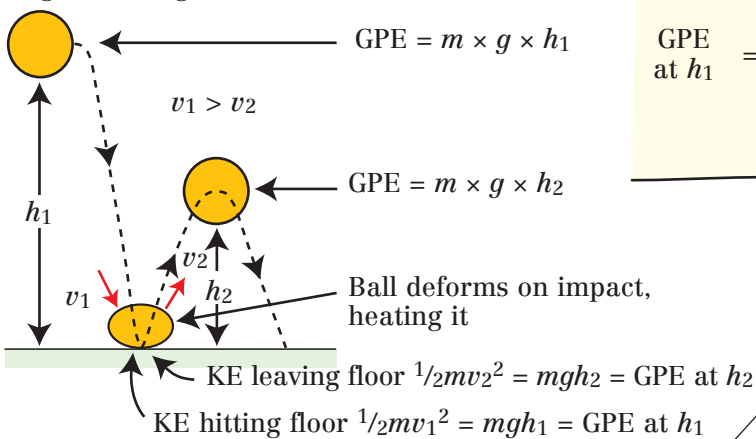 GPE = m × g × h₁
GPE
at h₁ =
v₁ > v₂
GPE = m × g × h₂
h₁
v₁
v₂
h₂
Ball deforms on impact,
heating it
KE leaving floor ¹/₂mv₂² = mgh₂ = GPE at h₂
KE hitting floor ¹/₂mv₁² = mgh₁ = GPE at h₁